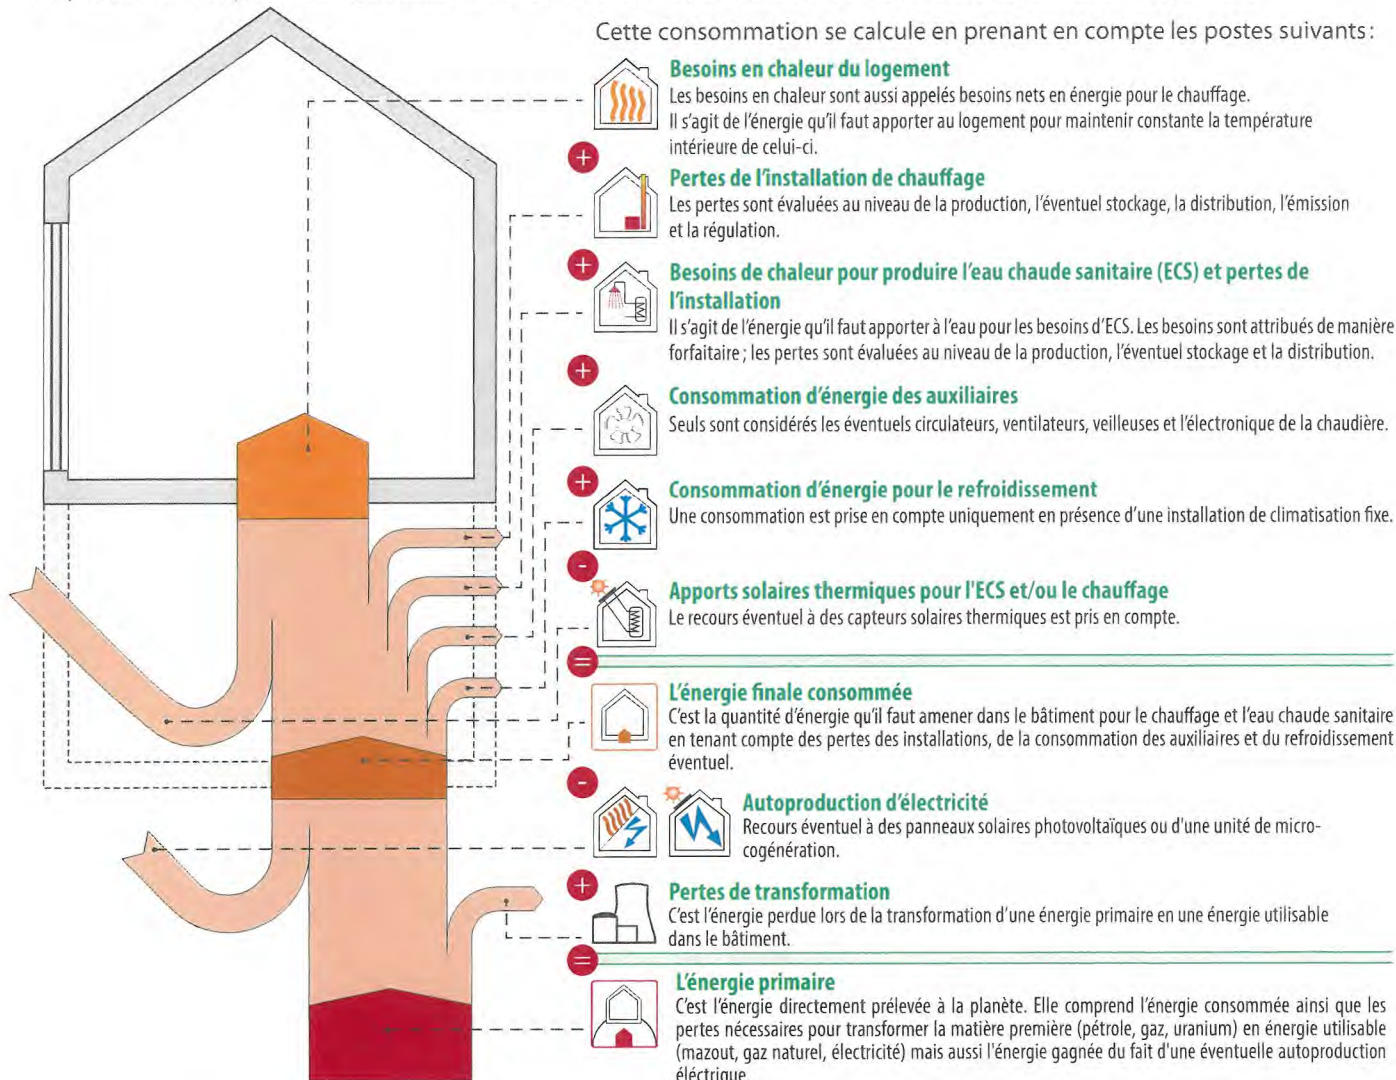 Cette consommation se calcule en prenant en compte les postes suivants :
Besoins en chaleur du logement
Les besoins en chaleur sont aussi appelés besoins nets en énergie pour le chauffage.
Il s'agit de l'énergie qu'il faut apporter au logement pour maintenir constante la température
intérieure de celui-ci.
+
Pertes de l'installation de chauffage
Les pertes sont évaluées au niveau de la production, l'éventuel stockage, la distribution, l'émission
et la régulation.
+
Besoins de chaleur pour produire l'eau chaude sanitaire (ECS) et pertes de
l'installation
Il s'agit de l'énergie qu'il faut apporter à l'eau pour les besoins d'ECS. Les besoins sont attribués de manière
forfaitaire ; les pertes sont évaluées au niveau de la production, l'éventuel stockage et la distribution.
+
Consommation d'énergie des auxiliaires
Seuls sont considérés les éventuels circulateurs, ventilateurs, veilleuses et l'électronique de la chaudière.
+
Consommation d'énergie pour le refroidissement
Une consommation est prise en compte uniquement en présence d'une installation de climatisation fixe.
-
Apports solaires thermiques pour l'ECS et/ou le chauffage
Le recours éventuel à des capteurs solaires thermiques est pris en compte.
=
L'énergie finale consommée
C'est la quantité d'énergie qu'il faut amener dans le bâtiment pour le chauffage et l'eau chaude sanitaire
en tenant compte des pertes des installations, de la consommation des auxiliaires et du refroidissement
éventuel.
-
Autoproduction d'électricité
Recours éventuel à des panneaux solaires photovoltaïques ou d'une unité de micro-
cogénération.
+
Pertes de transformation
C'est l'énergie perdue lors de la transformation d'une énergie primaire en une énergie utilisable
dans le bâtiment.
=
L'énergie primaire
C'est l'énergie directement prélevée à la planète. Elle comprend l'énergie consommée ainsi que les
pertes nécessaires pour transformer la matière première (pétrole, gaz, uranium) en énergie utilisable
(mazout, gaz naturel, électricité) mais aussi l'énergie gagnée du fait d'une éventuelle autoproduction
éléctrique